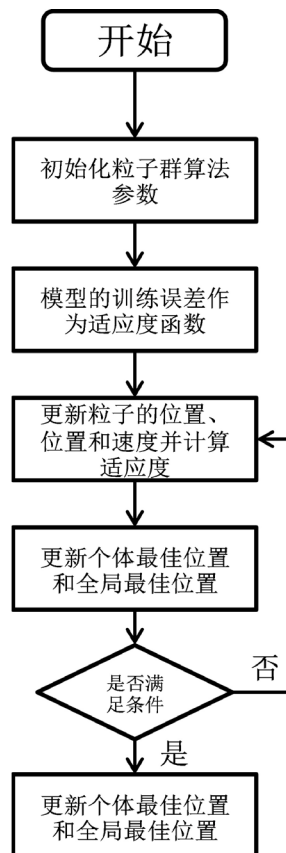 开始
初始化粒子群算法
参数
模型的训练误差作
为适应度函数
更新粒子的位置、
位置和速度并计算
适应度
更新个体最佳位置
和全局最佳位置
是否满
足条件
否
是
更新个体最佳位置
和全局最佳位置